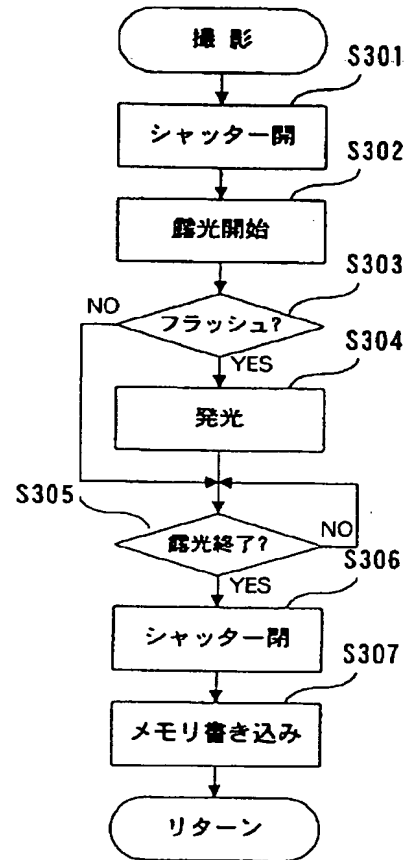 撮影
S301
シャッター開
S302
露光開始
S303
フラッシュ?
NO
YES
S304
発光
S305
露光終了?
NO
YES
S306
シャッター閉
S307
メモリ書き込み
リターン